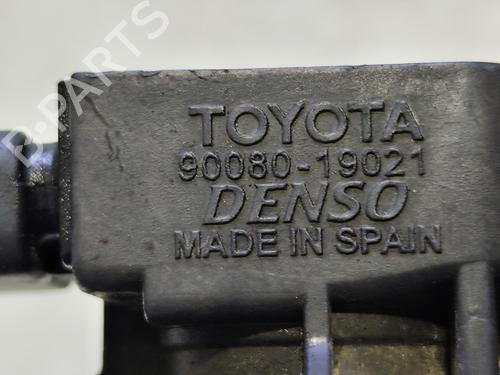 B-PARTS
TOYOTA
90080-19021
DENSO
MADE IN SPAIN